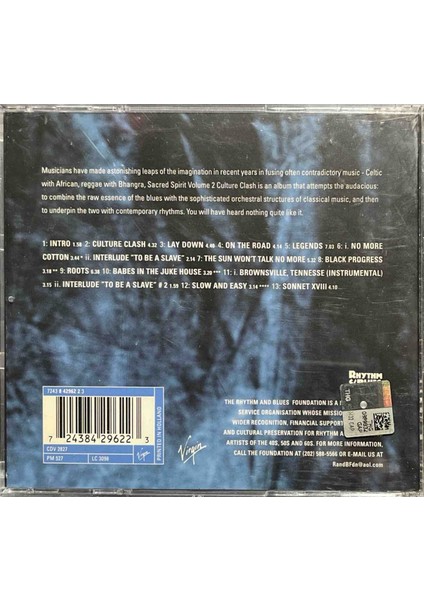 Musicians have made astonishing leaps of the imagination in recent years in fusing often contradictory music - Celtic
with African, reggae with Bhangra, Sacred Spirit Volume 2 Culture Clash is an album that attempts the audacious:
to combine the raw essence of the blues with the sophisticated orchestral structures of classical music, and then
to underpin the two with contemporary rhythms. You will have heard nothing quite like it.
1: INTRO 1.58 2: CULTURE CLASH 4.32 3: LAY DOWN 4.40 4: ON THE ROAD 4.14 5: LEGENDS 7.03 6: i. NO MORE
COTTON 3.44 * ii. INTERLUDE "TO BE A SLAVE" 2.14 7: THE SUN WON'T TALK NO MORE 5.32 8: BLACK PROGRESS
3.18 ** 9: ROOTS 6.38 10: BABES IN THE JUKE HOUSE 3.20 *** 11: i. BROWNSVILLE, TENNESSE (INSTRUMENTAL)
3.15 ii. INTERLUDE "TO BE A SLAVE" # 2 1.59 12: SLOW AND EASY 3.14 **** 13: SONNET XVIII 4.10
7243 8 42962 2 3
7 24384 29622 3
CDV 2827
PM 527
LC 3098
Virgin
PRINTED IN HOLLAND
Virgin
RHYTHM
THE RHYTHM AND BLUES FOUNDATION IS A
SERVICE ORGANISATION WHOSE MISSION
WIDER RECOGNITION, FINANCIAL SUPPORT
AND CULTURAL PRESERVATION FOR RHYTHM A
ARTISTS OF THE 40S, 50S AND 60S. FOR MORE INFORMATION,
CALL THE FOUNDATION AT (202) 588-5566 OR E.MAIL US AT
RandBFdn@aol.com